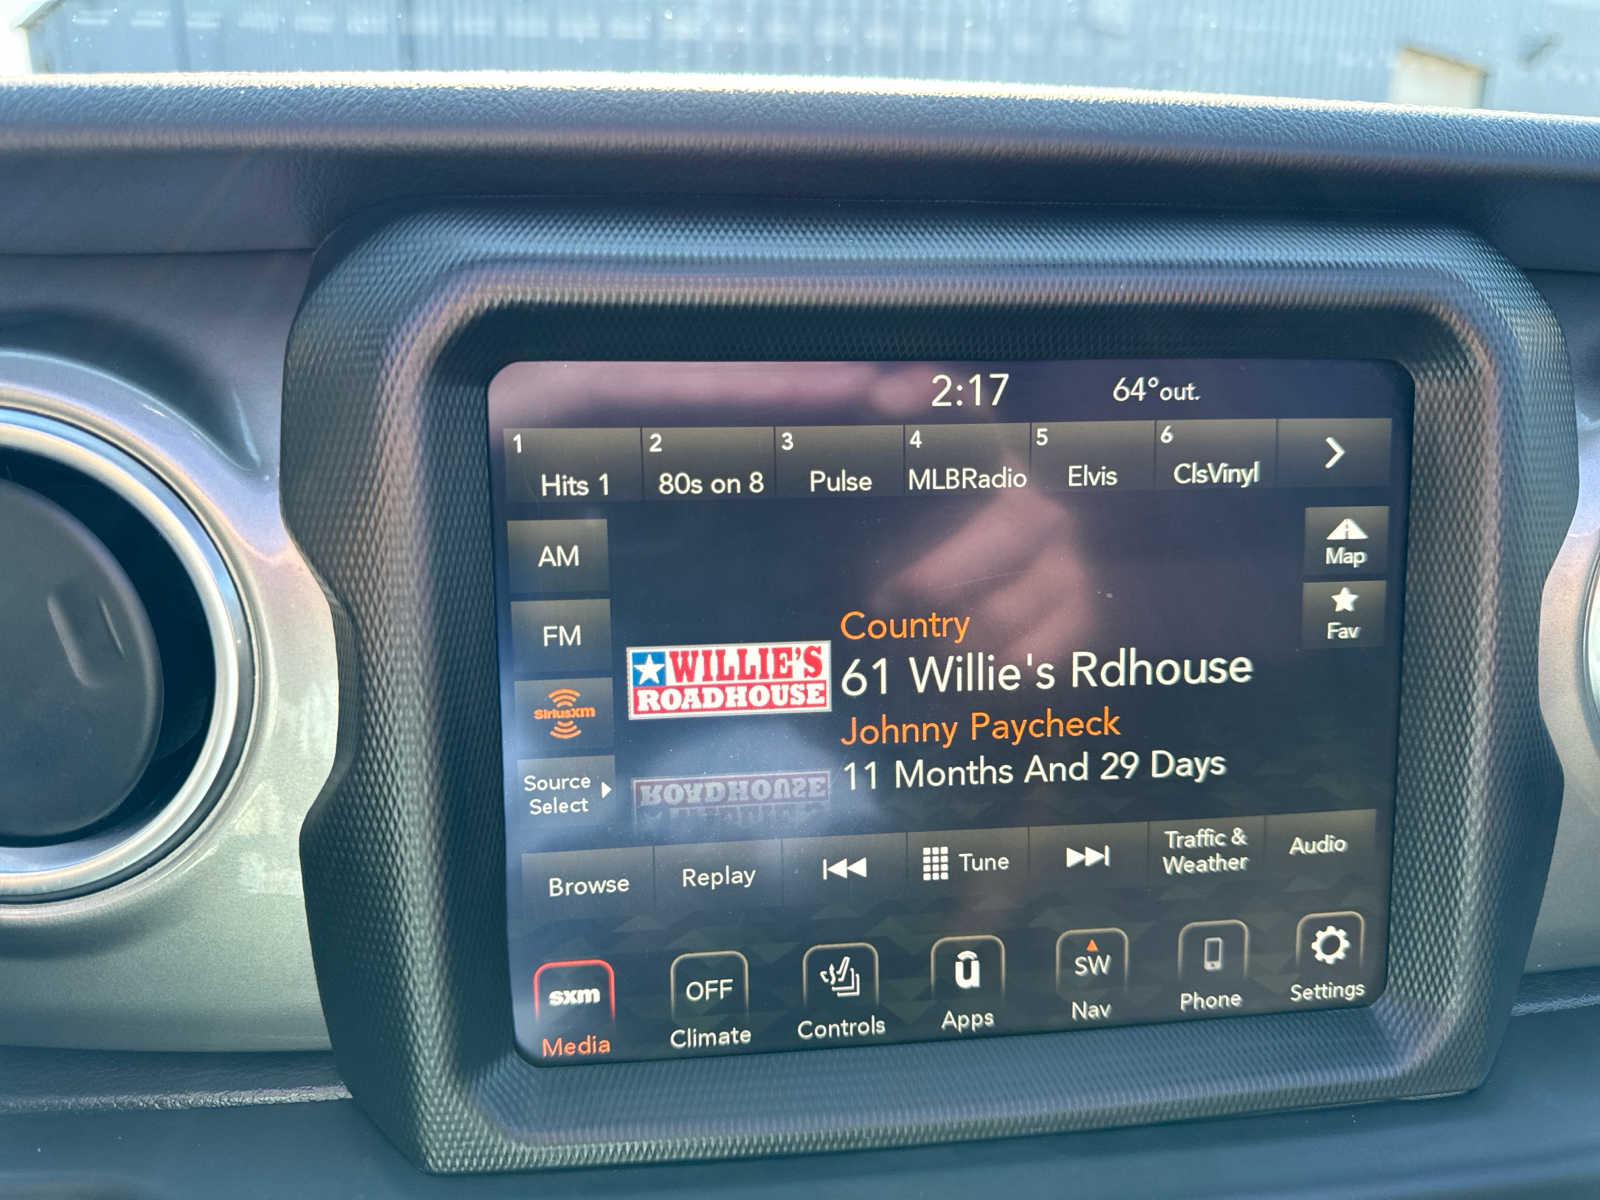 2:17 64°out.
1 2 3 4 5 6
Hits 1 80s on 8 Pulse MLBRadio Elvis ClsVinyl
AM
Map
FM
Fav
Country
WILLIE'S
ROADHOUSE
61 Willie's Rdhouse
SiriusXM
Johnny Paycheck
11 Months And 29 Days
Source
Select
ROADHOUSE
Browse
Replay
Tune
Traffic &
Weather
Audio
sxm
Media
OFF
Climate
Controls
u
Apps
SW
Nav
Phone
Settings